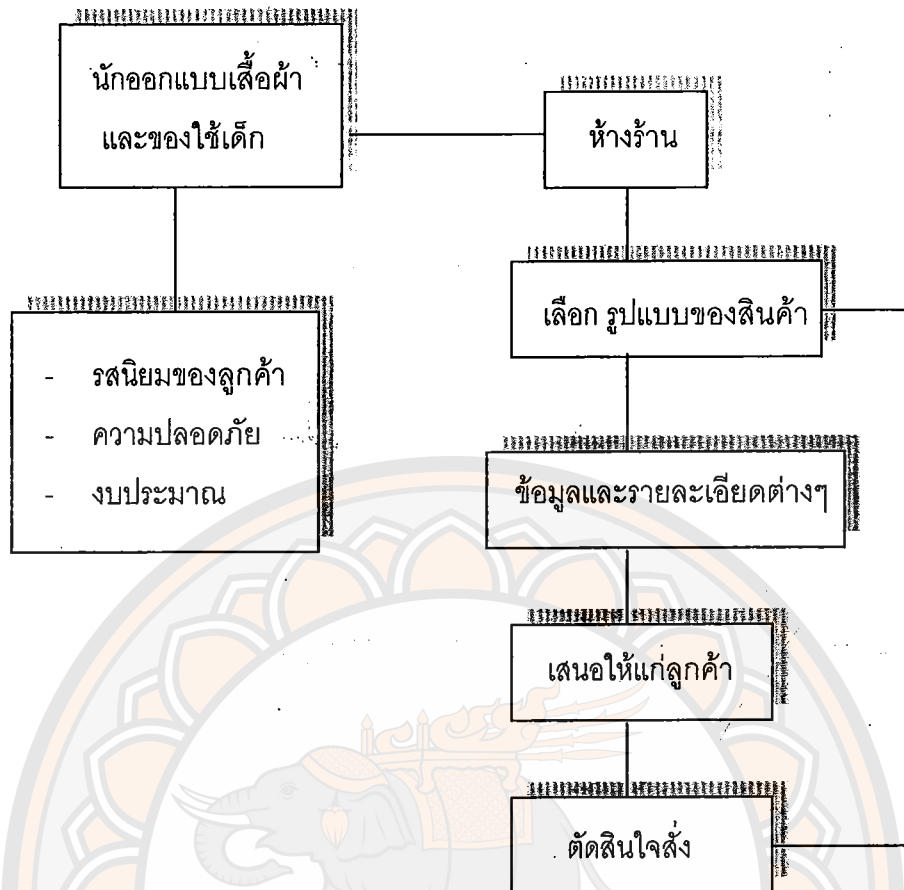 นักออกแบบเสื้อผ้า
และของใช้เด็ก
ห้างร้าน
เลือก รูปแบบของสินค้า
- รสนิยมของลูกค้า
- ความปลอดภัย
- งบประมาณ
ข้อมูลและรายละเอียดต่างๆ
เสนอให้แก่ลูกค้า
ตัดสินใจสั่ง